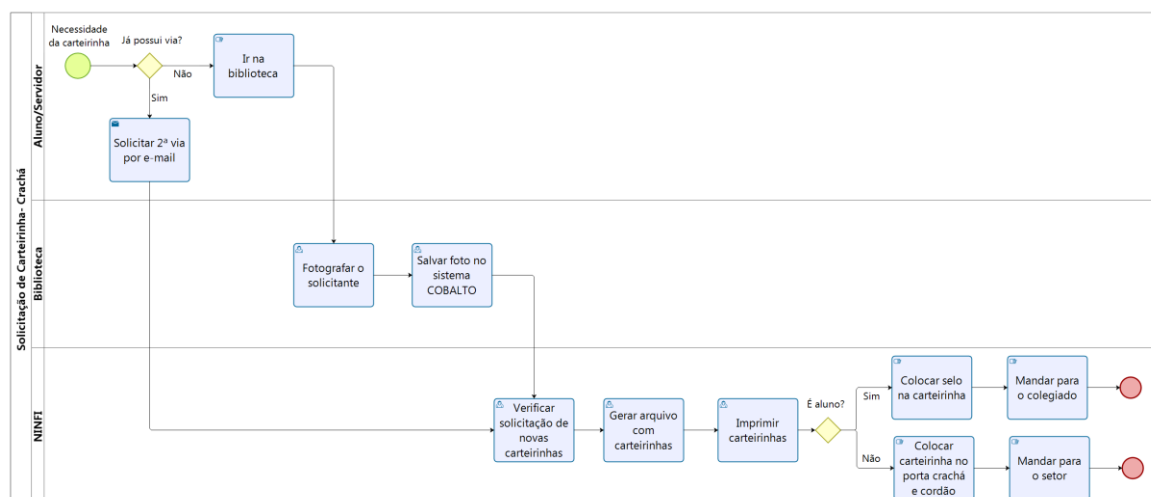 Solicitação de Carteirinha- Crachá
Aluno/Servidor
Necessidade
da carteirinha
Já possui via?
Não
Sim
Ir na
biblioteca
Solicitar 2ª via
por e-mail
Biblioteca
Fotografar o
solicitante
Salvar foto no
sistema
COBALTO
NINFI
Verificar
solicitação de
novas
carteirinhas
Gerar arquivo
com
carteirinhas
Imprimir
carteirinhas
É aluno?
Sim
Colocar selo
na carteirinha
Mandar para
o colegiado
Não
Colocar
carteirinha no
porta crachá
e cordão
Mandar para
o setor